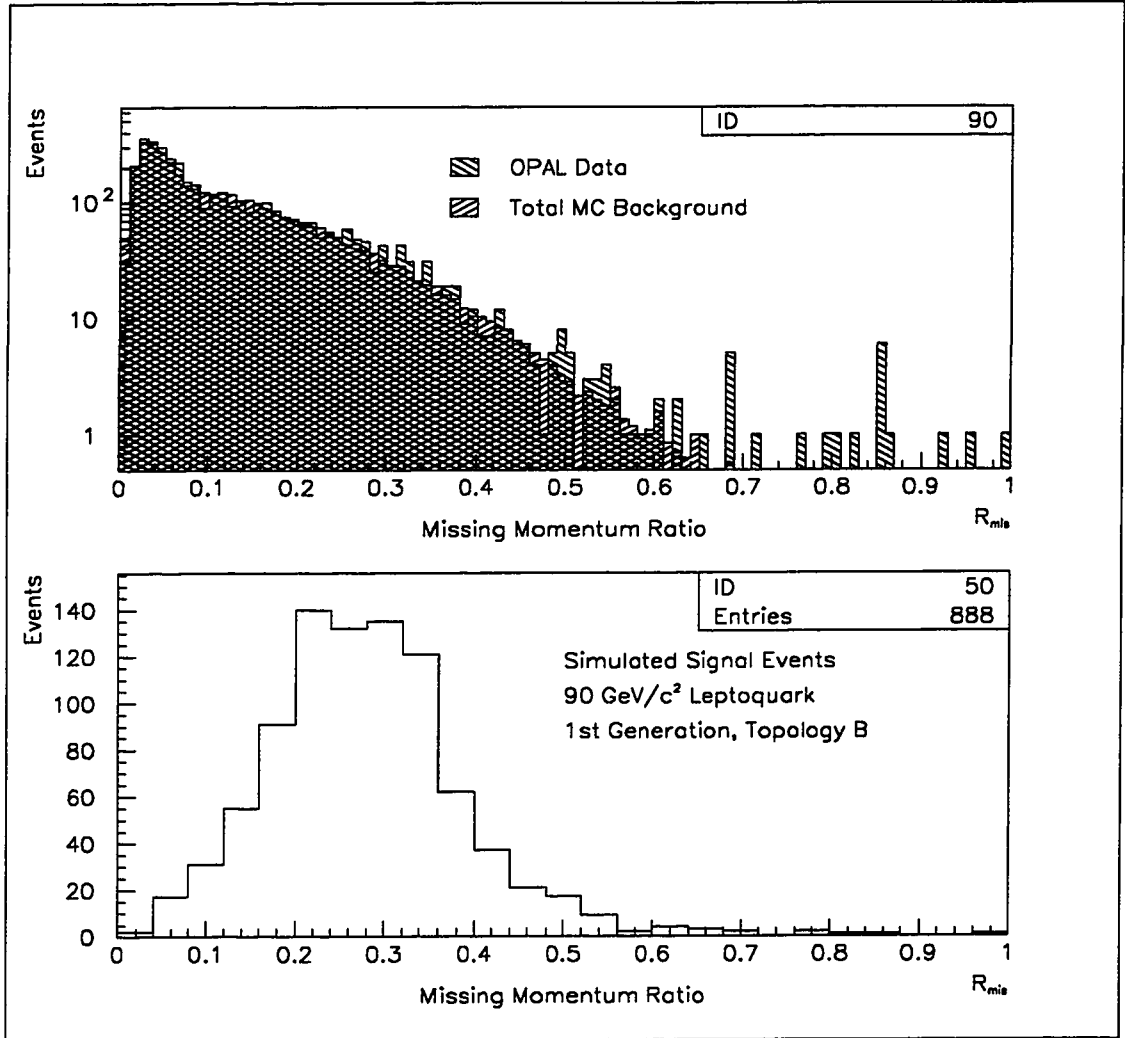 Events
ID 90
OPAL Data
Total MC Background
10²
10
1
0 0.1 0.2 0.3 0.4 0.5 0.6 0.7 0.8 0.9 1
Missing Momentum Ratio
R_mis
Events
ID 50
Entries 888
Simulated Signal Events
90 GeV/c² Leptoquark
1st Generation, Topology B
140
120
100
80
60
40
20
0
0 0.1 0.2 0.3 0.4 0.5 0.6 0.7 0.8 0.9 1
Missing Momentum Ratio
R_mis